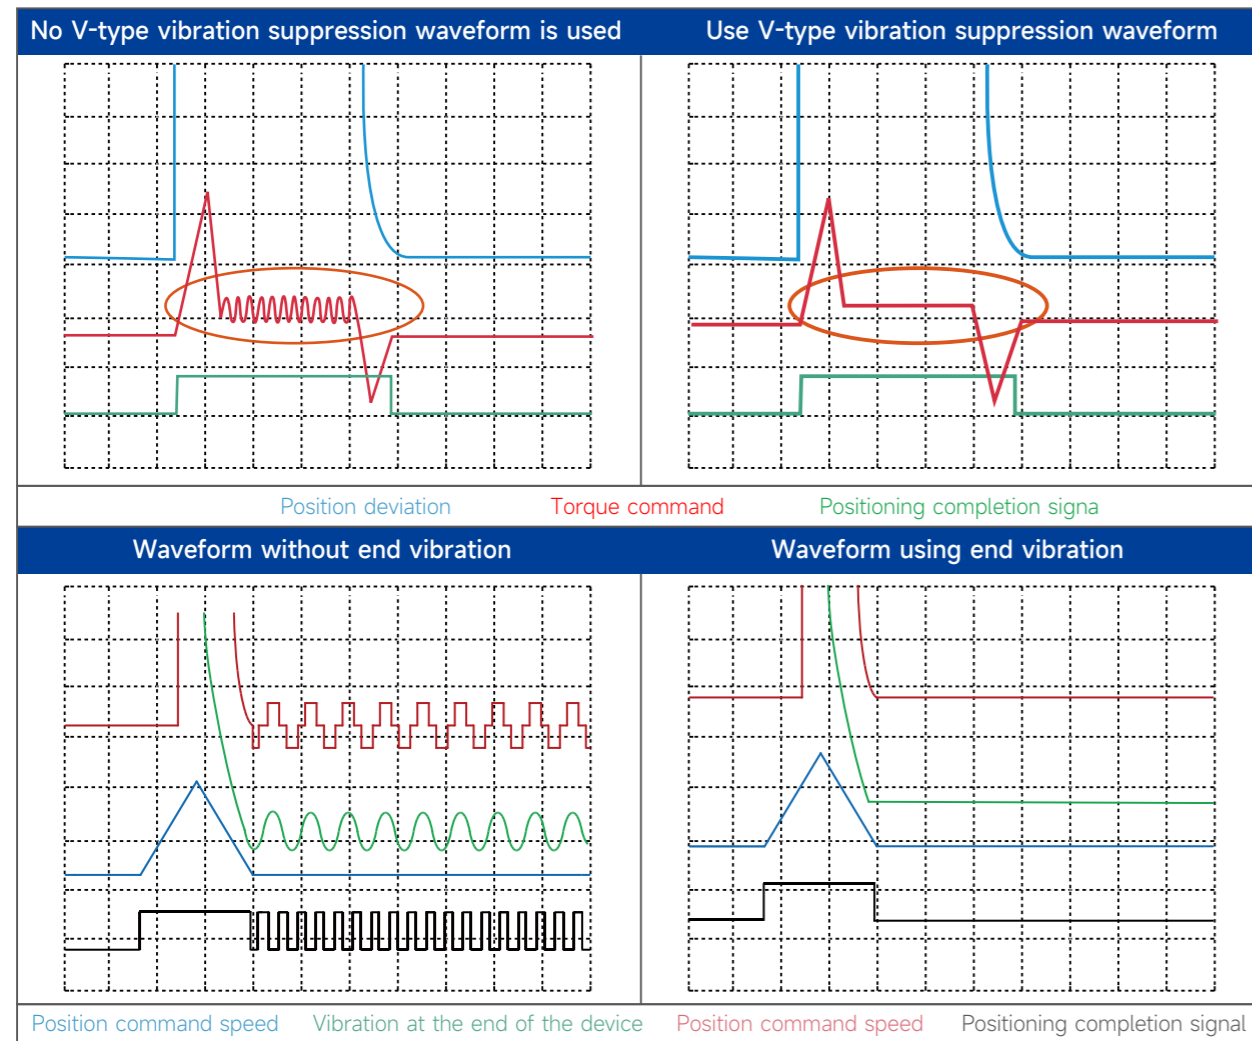 No V-type vibration suppression waveform is used
Use V-type vibration suppression waveform
Position deviation
Torque command
Positioning completion signa
Waveform without end vibration
Waveform using end vibration
Position command speed
Vibration at the end of the device
Position command speed
Positioning completion signal